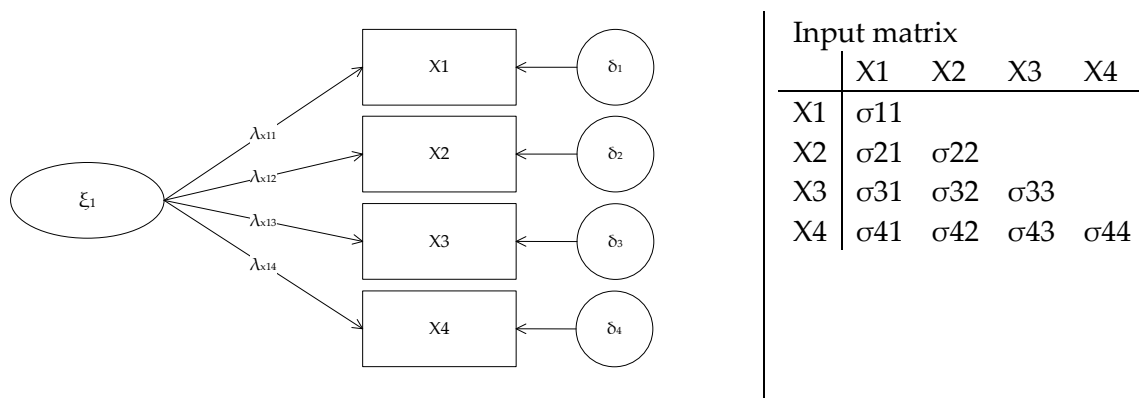 X1
δ₁
λx11
X2
δ₂
λx12
ξ₁
X3
δ₃
λx13
X4
δ₄
λx14
Input matrix
X1 X2 X3 X4
X1 σ11
X2 σ21 σ22
X3 σ31 σ32 σ33
X4 σ41 σ42 σ43 σ44